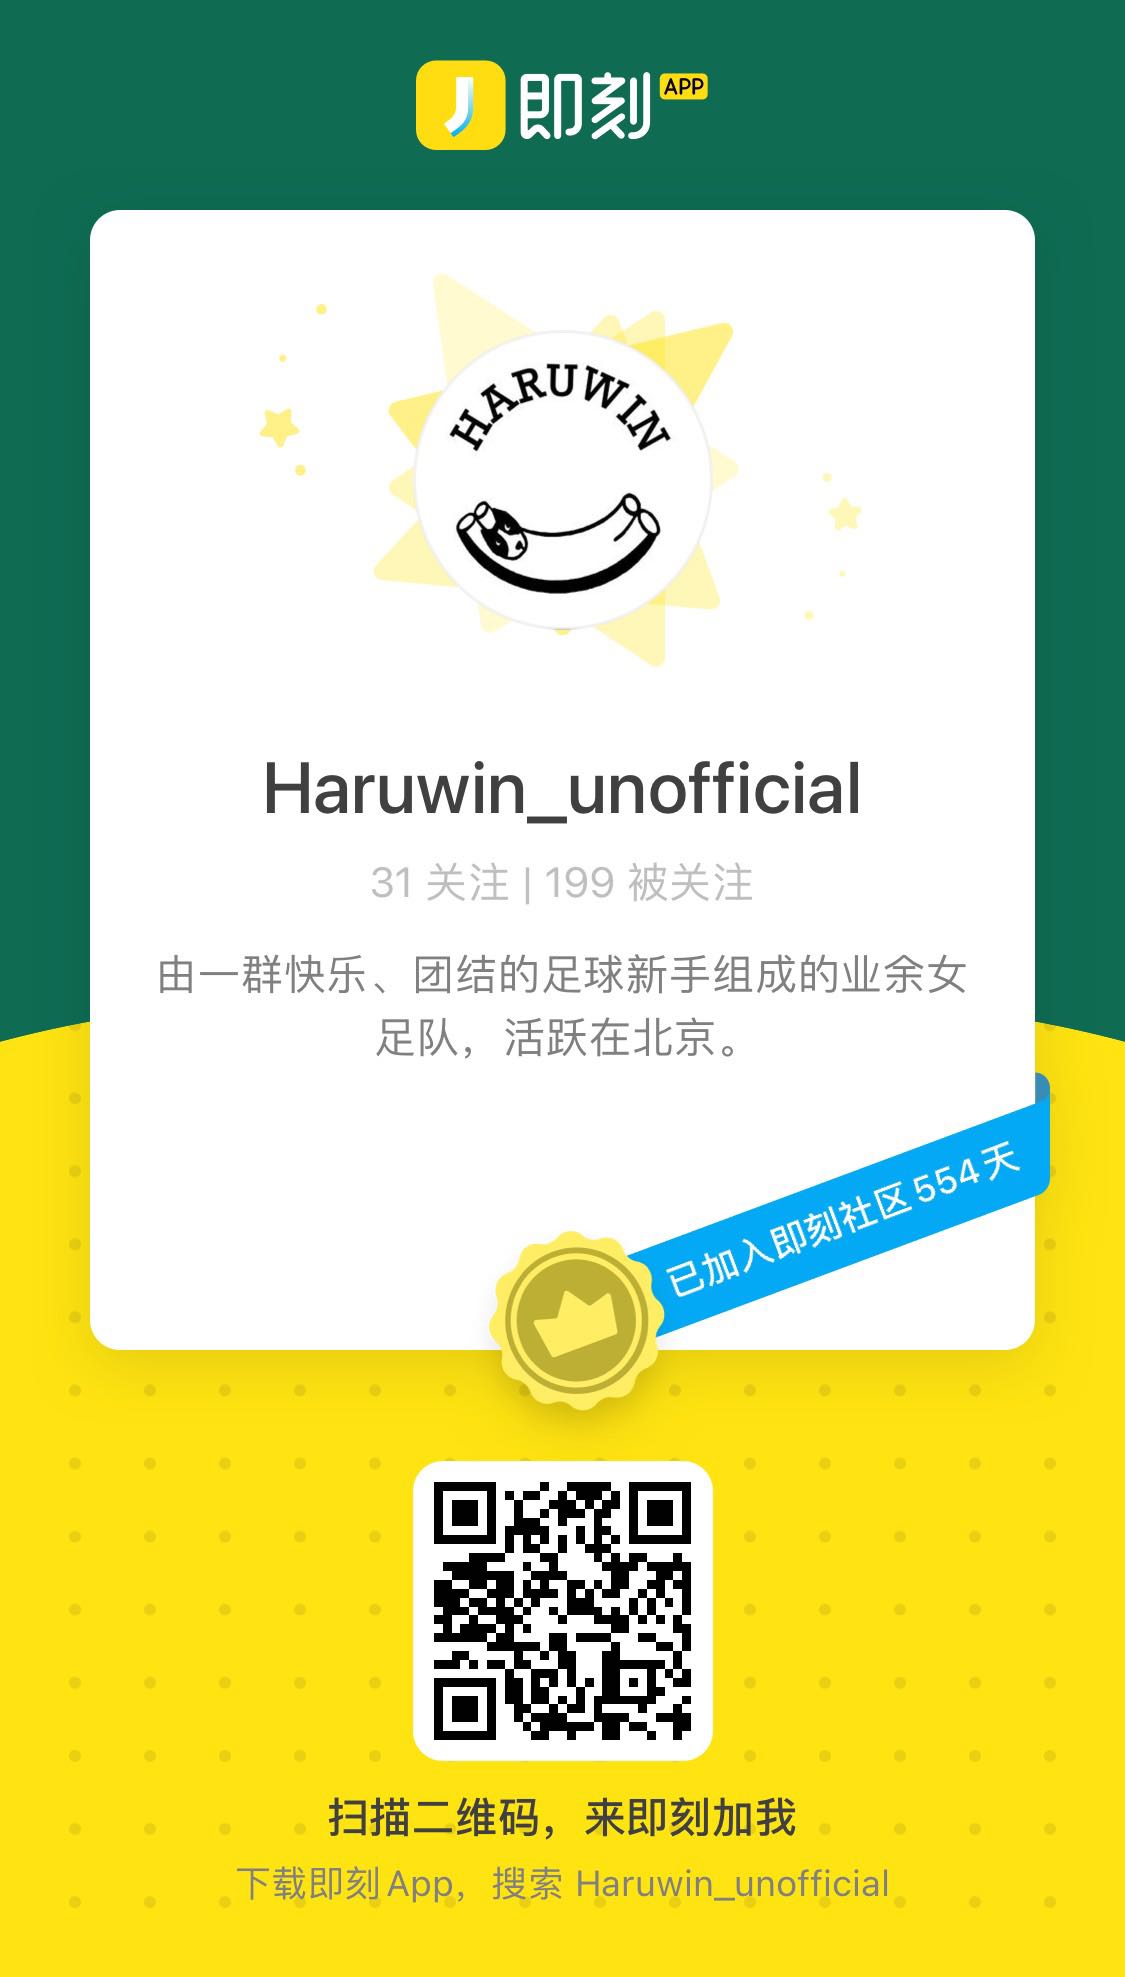 即刻 APP
HARUWIN
Haruwin_unofficial
31 关注 | 199 被关注
由一群快乐、团结的足球新手组成的业余女
足队，活跃在北京。
已加入即刻社区 554 天
扫描二维码，来即刻加我
下载即刻 App，搜索 Haruwin_unofficial